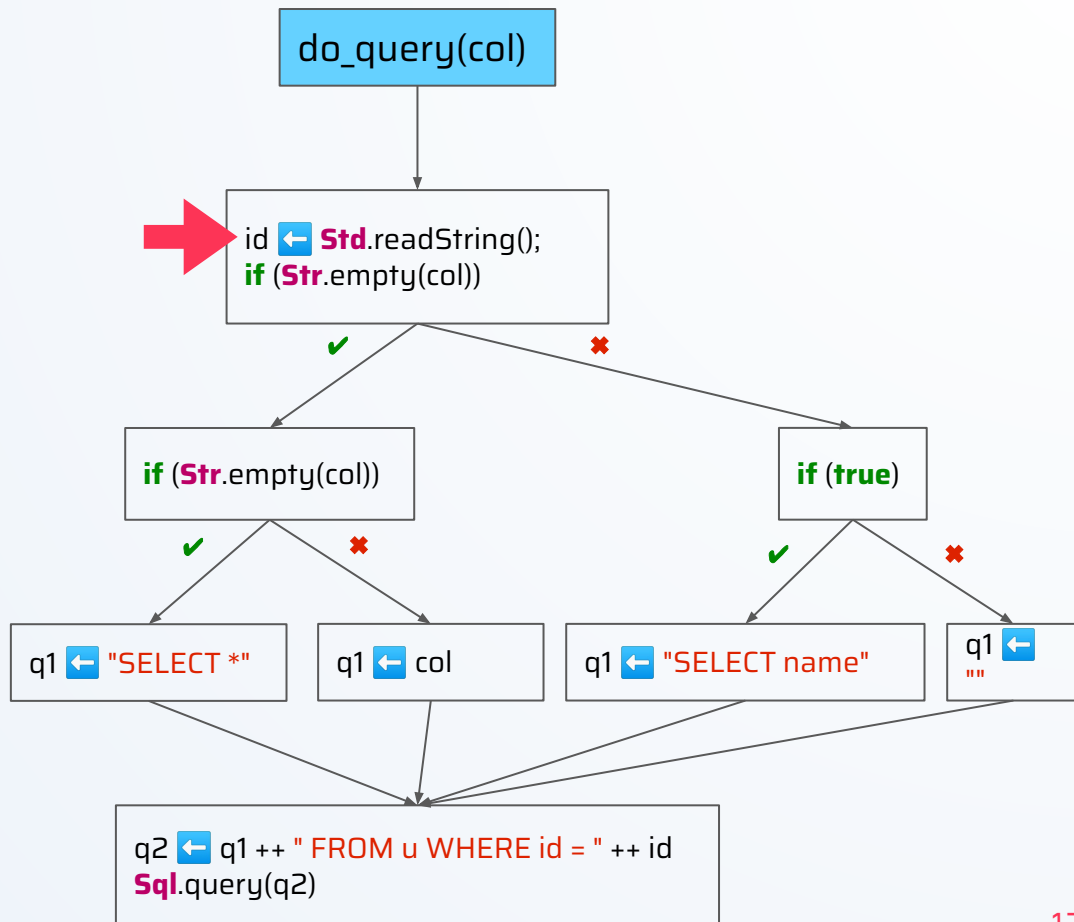 do_query(col)
id ⬅️ Std.readString();
if (Str.empty(col))
✔ ✖
if (Str.empty(col))
if (true)
✔ ✖
✔ ✖
q1 ⬅️ "SELECT *"
q1 ⬅️ col
q1 ⬅️ "SELECT name"
q1 ⬅️
""
q2 ⬅️ q1 ++ " FROM u WHERE id = " ++ id
Sql.query(q2)